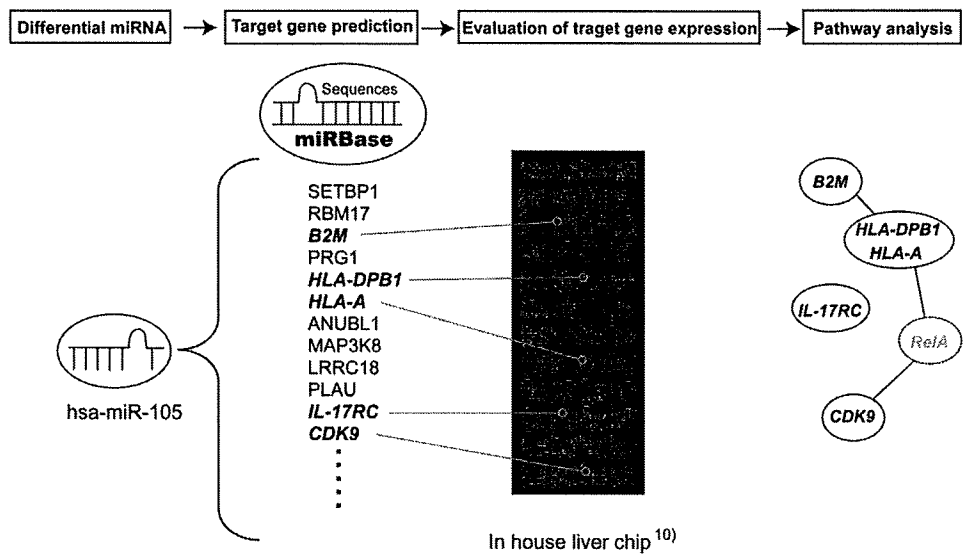 Differential miRNA
Target gene prediction
Evaluation of traget gene expression
Pathway analysis
Sequences
miRBase
SETBP1
RBM17
B2M
PRG1
HLA-DPB1
HLA-A
ANUBL1
MAP3K8
LRRC18
PLAU
IL-17RC
CDK9
hsa-miR-105
In house liver chip 10)
B2M
HLA-DPB1
HLA-A
IL-17RC
RelA
CDK9